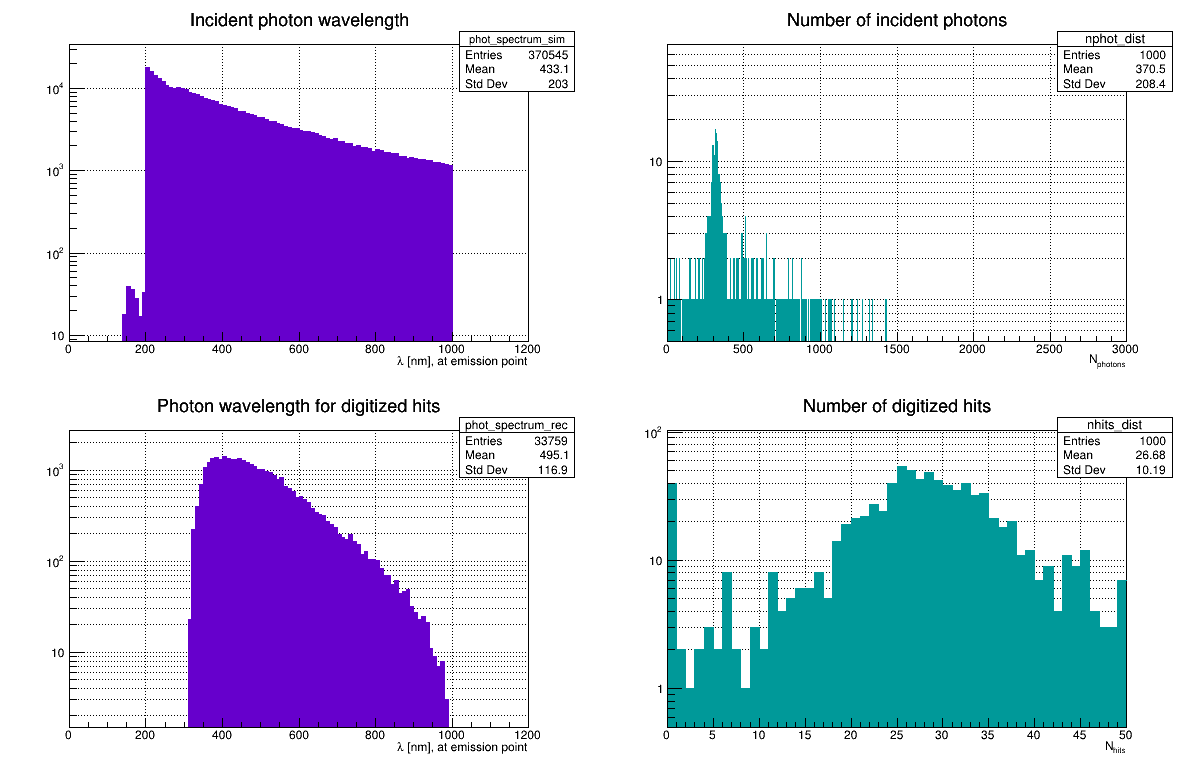 Incident photon wavelength
phot_spectrum_sim
Entries 370545
Mean 433.1
Std Dev 203
10^4
10^3
10^2
10
0 200 400 600 800 1000 1200
λ [nm], at emission point
Number of incident photons
nphot_dist
Entries 1000
Mean 370.5
Std Dev 208.4
10
1
0 500 1000 1500 2000 2500 3000
N_photons
Photon wavelength for digitized hits
phot_spectrum_rec
Entries 33759
Mean 495.1
Std Dev 116.9
10^3
10^2
10
0 200 400 600 800 1000 1200
λ [nm], at emission point
Number of digitized hits
nhits_dist
Entries 1000
Mean 26.68
Std Dev 10.19
10^2
10
1
0 5 10 15 20 25 30 35 40 45 50
N_hits